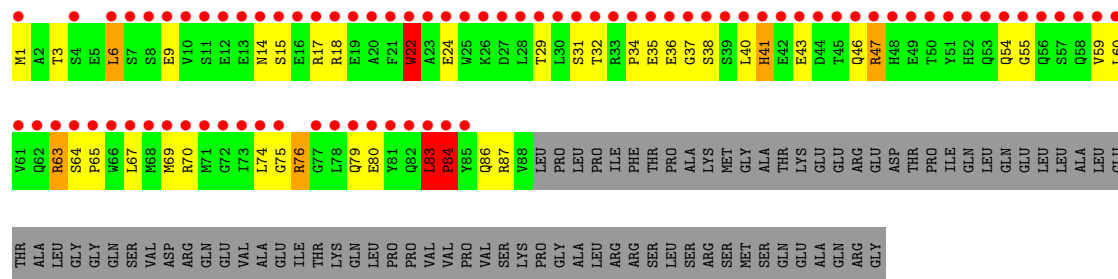 M1 A2 T3 S4 E5 L6 S7 S8 E9 V10 S11 E12 E13 N14 S15 E16 R17 R18 E19 A20 F21 W22 A23 E24 W25 K26 D27 L28 T29 L30 S31 T32 R33 P34 E35 E36 G37 S38 S39 L40 H41 E42 E43 D44 T45 Q46 R47 H48 E49 T50 Y51 H52 Q53 Q54 G55 Q56 S57 Q58 V59 L60
V61 Q62 R63 S64 P65 W66 L67 M68 M69 R70 M71 G72 I73 L74 G75 R76 G77 L78 Q79 E80 Y81 Q82 L83 P84 Y85 Q86 R87 V88 LEU PRO LEU PRO ILE PHE THR PRO ALA LYS MET GLY ALA THR LYS GLU GLU ARG GLU ASP THR PRO ILE GLN LEU GLN GLU LEU LEU ALA LEU GLU
THR ALA LEU GLY GLY GLN SER VAL ASP ARG GLN GLU VAL ALA GLU ILE THR LYS GLN LEU PRO PRO VAL VAL PRO VAL SER LYS PRO GLY ALA LEU ARG ARG SER LEU SER ARG SER MET SER GLN GLU ALA GLN ARG GLY